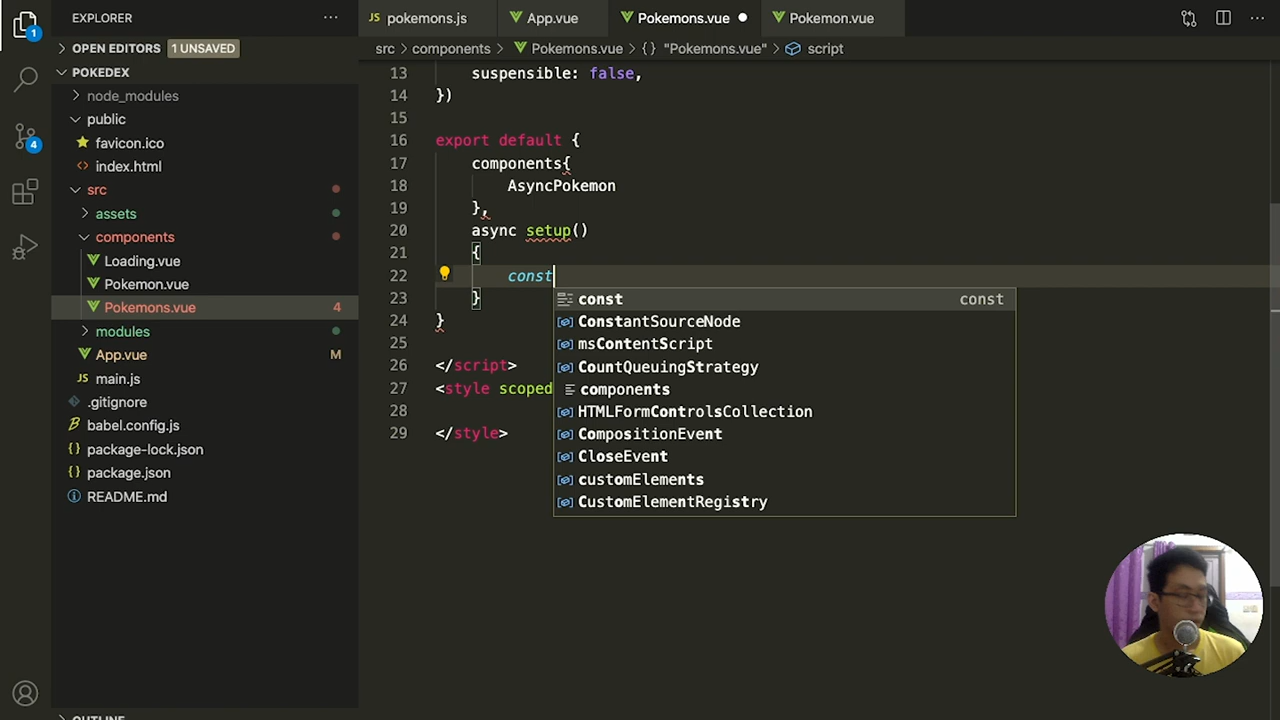 EXPLORER
OPEN EDITORS 1 UNSAVED
POKEDEX
node_modules
public
favicon.ico
index.html
src
assets
components
Loading.vue
Pokemon.vue
Pokemons.vue 4
modules
App.vue M
JS main.js
.gitignore
babel.config.js
package-lock.json
package.json
README.md
OUTLINE
1
4
JS pokemons.js App.vue Pokemons.vue Pokemon.vue
src > components > Pokemons.vue > {} "Pokemons.vue" > script
13 suspensible: false,
14 })
15
16 export default {
17 components{
18 AsyncPokemon
19 },
20 async setup()
21 {
22 const
23 }
24 }
25
26 </script>
27 <style scoped
28
29 </style>
const const
ConstantSourceNode
msContentScript
CountQueuingStrategy
components
HTMLFormControlsCollection
CompositionEvent
CloseEvent
customElements
CustomElementRegistry